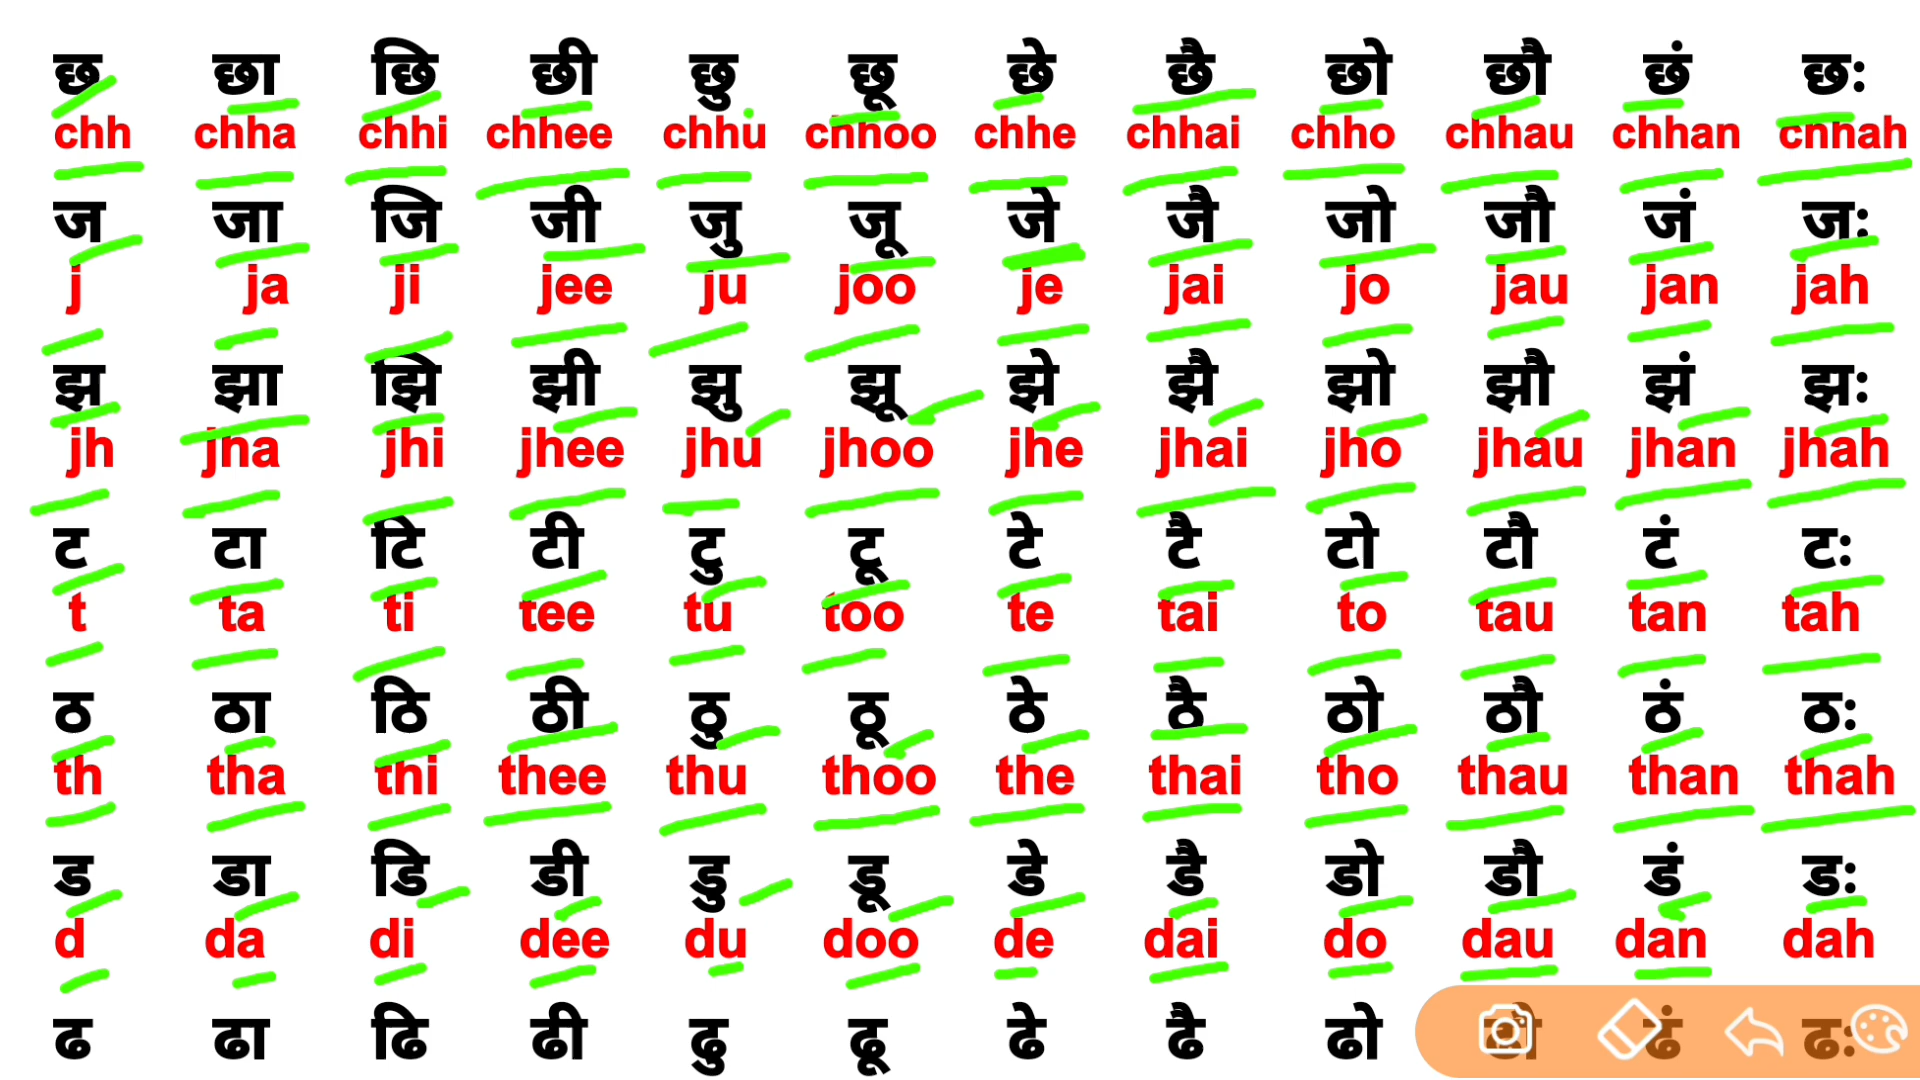 छ छा छि छी छु छू छे छै छो छौ छं छः
chh chha chhi chhee chhu chhoo chhe chhai chho chhau chhan chhah
ज जा जि जी जु जू जे जै जो जौ जं जः
j ja ji jee ju joo je jai jo jau jan jah
झ झा झि झी झु झू झे झै झो झौ झं झः
jh jha jhi jhee jhu jhoo jhe jhai jho jhau jhan jhah
ट टा टि टी टु टू टे टै टो टौ टं टः
t ta ti tee tu too te tai to tau tan tah
ठ ठा ठि ठी ठु ठू ठे ठै ठो ठौ ठं ठः
th tha thi thee thu thoo the thai tho thau than thah
ड डा डि डी डु डू डे डै डो डौ डं डः
d da di dee du doo de dai do dau dan dah
ढ ढा ढि ढी ढु ढू ढे ढै ढो ढं ढः